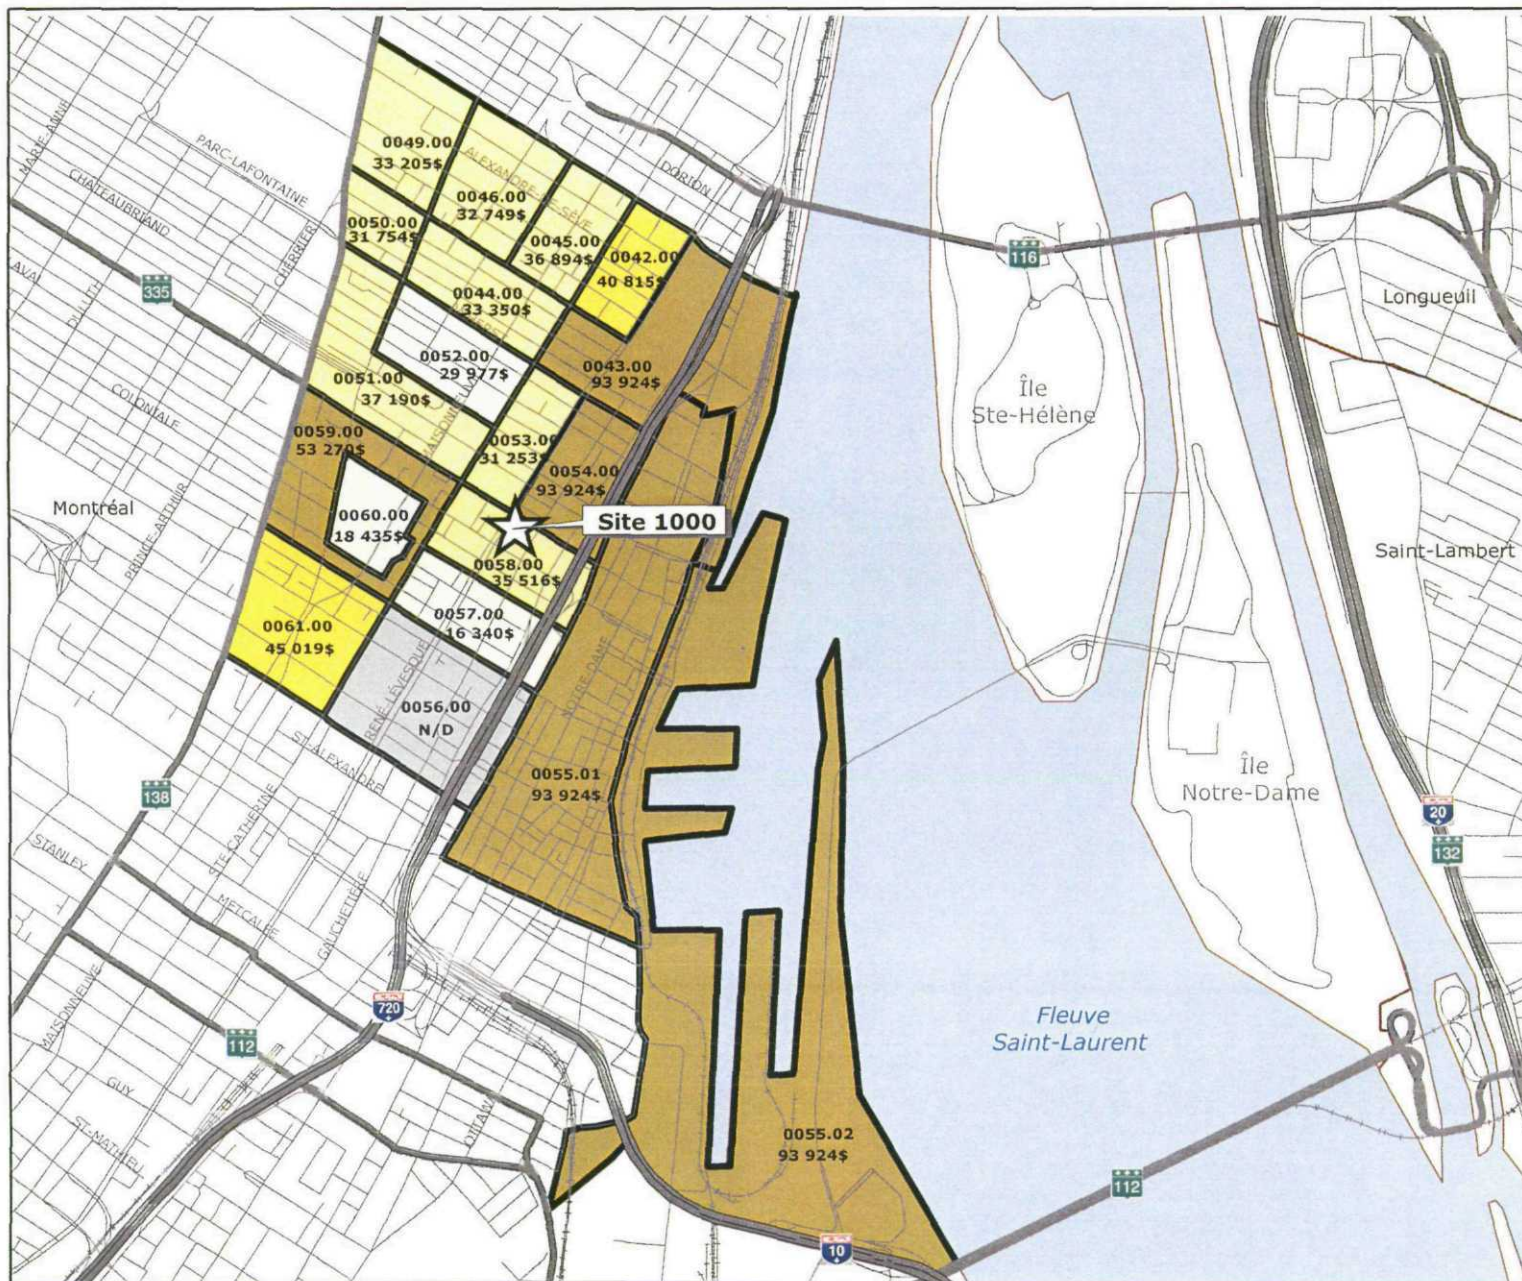 MARIE-ANNE
PARC-LAFONTAINE
CHATEAUBRIAND
CHERRIER
LAVAL
335
DULUTH
COLONIALE
PRINCE-ARTHUR
Montréal
0049.00
33 205$
ALEXANDRE-DE-SÈVE
0046.00
32 749$
DORION
0050.00
31 754$
0045.00
36 894$
0042.00
40 815$
0044.00
33 350$
0052.00
29 977$
0043.00
93 924$
0051.00
37 190$
MAISONNEUVE
0059.00
53 270$
0053.00
31 253$
0054.00
93 924$
0060.00
18 435$
Site 1000
0058.00
35 516$
0057.00
16 340$
0061.00
45 019$
RENÉ-LÉVESQUE
0056.00
N/D
NOTRE-DAME
0055.01
93 924$
ST-ALEXANDRE
138
STE-CATHERINE
STANLEY
METCALFE
GAUCHETIÈRE
MAISONNEUVE
720
112
GUY
ST-MATHIEU
OTTAWA
116
Longueuil
Île
Ste-Hélène
Saint-Lambert
Île
Notre-Dame
20
132
Fleuve
Saint-Laurent
0055.02
93 924$
112
10